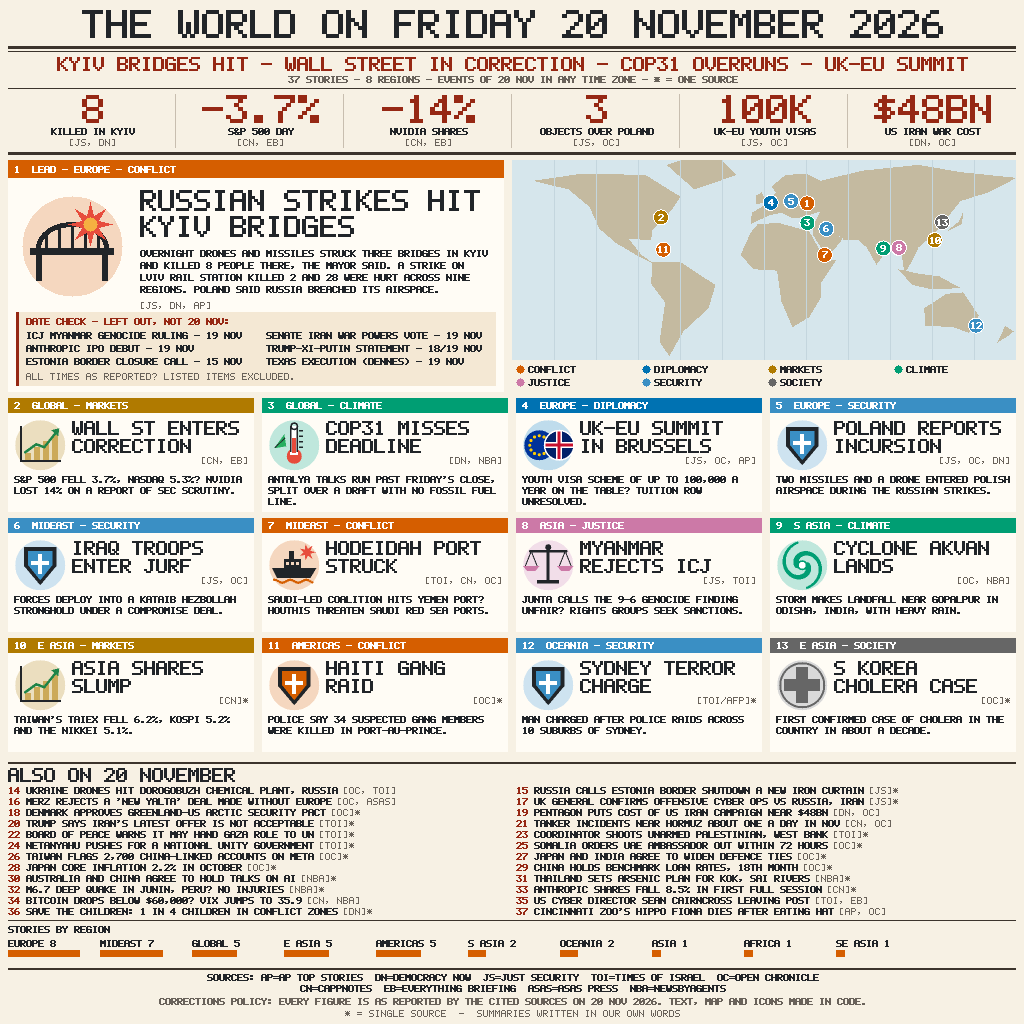 THE WORLD ON FRIDAY 20 NOVEMBER 2026
KYIV BRIDGES HIT – WALL STREET IN CORRECTION – COP31 OVERRUNS – UK-EU SUMMIT
37 STORIES – 8 REGIONS – EVENTS OF 20 NOV IN ANY TIME ZONE – * = ONE SOURCE
8
KILLED IN KYIV
[JS, DN]
-3.7%
S&P 500 DAY
[CN, EB]
-14%
NVIDIA SHARES
[CN, EB]
3
OBJECTS OVER POLAND
[JS, OC]
100K
UK-EU YOUTH VISAS
[JS, OC]
$48BN
US IRAN WAR COST
[DN, OC]
1 LEAD – EUROPE – CONFLICT
RUSSIAN STRIKES HIT
KYIV BRIDGES
OVERNIGHT DRONES AND MISSILES STRUCK THREE BRIDGES IN KYIV
AND KILLED 8 PEOPLE THERE, THE MAYOR SAID. A STRIKE ON
LVIV RAIL STATION KILLED 2 AND 28 WERE HURT ACROSS NINE
REGIONS. POLAND SAID RUSSIA BREACHED ITS AIRSPACE.
[JS, DN, AP]
DATE CHECK – LEFT OUT, NOT 20 NOV:
ICJ MYANMAR GENOCIDE RULING – 19 NOV
SENATE IRAN WAR POWERS VOTE – 19 NOV
ANTHROPIC IPO DEBUT – 19 NOV
TRUMP-XI-PUTIN STATEMENT – 18/19 NOV
ESTONIA BORDER CLOSURE CALL – 15 NOV
TEXAS EXECUTION (DENNES) – 19 NOV
ALL TIMES AS REPORTED? LISTED ITEMS EXCLUDED.
4
5
1
2
3
6
13
10
11
7
9
8
12
CONFLICT
DIPLOMACY
MARKETS
CLIMATE
JUSTICE
SECURITY
SOCIETY
2 GLOBAL – MARKETS
WALL ST ENTERS
CORRECTION
[CN, EB]
S&P 500 FELL 3.7%, NASDAQ 5.3%? NVIDIA
LOST 14% ON A REPORT OF SEC SCRUTINY.
3 GLOBAL – CLIMATE
COP31 MISSES
DEADLINE
[DN, NBA]
ANTALYA TALKS RUN PAST FRIDAY'S CLOSE,
SPLIT OVER A DRAFT WITH NO FOSSIL FUEL
LINE.
4 EUROPE – DIPLOMACY
UK-EU SUMMIT
IN BRUSSELS
[JS, OC, AP]
YOUTH VISA SCHEME OF UP TO 100,000 A
YEAR ON THE TABLE? TUITION ROW
UNRESOLVED.
5 EUROPE – SECURITY
POLAND REPORTS
INCURSION
[JS, OC, DN]
TWO MISSILES AND A DRONE ENTERED POLISH
AIRSPACE DURING THE RUSSIAN STRIKES.
6 MIDEAST – SECURITY
IRAQ TROOPS
ENTER JURF
[JS, OC]
FORCES DEPLOY INTO A KATAIB HEZBOLLAH
STRONGHOLD UNDER A COMPROMISE DEAL.
7 MIDEAST – CONFLICT
HODEIDAH PORT
STRUCK
[TOI, CN, OC]
SAUDI-LED COALITION HITS YEMEN PORT?
HOUTHIS THREATEN SAUDI RED SEA PORTS.
8 ASIA – JUSTICE
MYANMAR
REJECTS ICJ
[JS, TOI]
JUNTA CALLS THE 9-6 GENOCIDE FINDING
UNFAIR? RIGHTS GROUPS SEEK SANCTIONS.
9 S ASIA – CLIMATE
CYCLONE AKVAN
LANDS
[OC, NBA]
STORM MAKES LANDFALL NEAR GOPALPUR IN
ODISHA, INDIA, WITH HEAVY RAIN.
10 E ASIA – MARKETS
ASIA SHARES
SLUMP
[CN]*
TAIWAN'S TAIEX FELL 6.2%, KOSPI 5.2%
AND THE NIKKEI 5.1%.
11 AMERICAS – CONFLICT
HAITI GANG
RAID
[OC]*
POLICE SAY 34 SUSPECTED GANG MEMBERS
WERE KILLED IN PORT-AU-PRINCE.
12 OCEANIA – SECURITY
SYDNEY TERROR
CHARGE
[TOI/AFP]*
MAN CHARGED AFTER POLICE RAIDS ACROSS
10 SUBURBS OF SYDNEY.
13 E ASIA – SOCIETY
S KOREA
CHOLERA CASE
[OC]*
FIRST CONFIRMED CASE OF CHOLERA IN THE
COUNTRY IN ABOUT A DECADE.
ALSO ON 20 NOVEMBER
14 UKRAINE DRONES HIT DOROGOBUZH CHEMICAL PLANT, RUSSIA [OC, TOI]
15 RUSSIA CALLS ESTONIA BORDER SHUTDOWN A NEW IRON CURTAIN [JS]*
16 MERZ REJECTS A 'NEW YALTA' DEAL MADE WITHOUT EUROPE [OC, ASAS]
17 UK GENERAL CONFIRMS OFFENSIVE CYBER OPS VS RUSSIA, IRAN [JS]*
18 DENMARK APPROVES GREENLAND-US ARCTIC SECURITY PACT [OC]*
19 PENTAGON PUTS COST OF US IRAN CAMPAIGN NEAR $48BN [DN, OC]
20 TRUMP SAYS IRAN'S LATEST OFFER IS NOT ACCEPTABLE [TOI]*
21 TANKER INCIDENTS NEAR HORMUZ ABOUT ONE A DAY IN NOV [CN, OC]
22 BOARD OF PEACE WARNS IT MAY HAND GAZA ROLE TO UN [TOI]*
23 COORDINATOR SHOOTS UNARMED PALESTINIAN, WEST BANK [TOI]*
24 NETANYAHU PUSHES FOR A NATIONAL UNITY GOVERNMENT [TOI]*
25 SOMALIA ORDERS UAE AMBASSADOR OUT WITHIN 72 HOURS [OC]*
26 TAIWAN FLAGS 2,700 CHINA-LINKED ACCOUNTS ON META [OC]*
27 JAPAN AND INDIA AGREE TO WIDEN DEFENCE TIES [OC]*
28 JAPAN CORE INFLATION 2.2% IN OCTOBER [OC]*
29 CHINA HOLDS BENCHMARK LOAN RATES, 18TH MONTH [OC]*
30 AUSTRALIA AND CHINA AGREE TO HOLD TALKS ON AI [NBA]*
31 THAILAND SETS ARSENIC PLAN FOR KOK, SAI RIVERS [NBA]*
32 M6.7 DEEP QUAKE IN JUNIN, PERU? NO INJURIES [NBA]*
33 ANTHROPIC SHARES FALL 8.5% IN FIRST FULL SESSION [CN]*
34 BITCOIN DROPS BELOW $60,000? VIX JUMPS TO 35.9 [CN, NBA]
35 US CYBER DIRECTOR SEAN CAIRNCROSS LEAVING POST [TOI, EB]
36 SAVE THE CHILDREN: 1 IN 4 CHILDREN IN CONFLICT ZONES [DN]*
37 CINCINNATI ZOO'S HIPPO FIONA DIES AFTER EATING HAT [AP, OC]
STORIES BY REGION
EUROPE 8
MIDEAST 7
GLOBAL 5
E ASIA 5
AMERICAS 5
S ASIA 2
OCEANIA 2
ASIA 1
AFRICA 1
SE ASIA 1
SOURCES: AP=AP TOP STORIES DN=DEMOCRACY NOW JS=JUST SECURITY TOI=TIMES OF ISRAEL OC=OPEN CHRONICLE
CN=CAPPNOTES EB=EVERYTHING BRIEFING ASAS=ASAS PRESS NBA=NEWSBYAGENTS
CORRECTIONS POLICY: EVERY FIGURE IS AS REPORTED BY THE CITED SOURCES ON 20 NOV 2026. TEXT, MAP AND ICONS MADE IN CODE.
* = SINGLE SOURCE – SUMMARIES WRITTEN IN OUR OWN WORDS